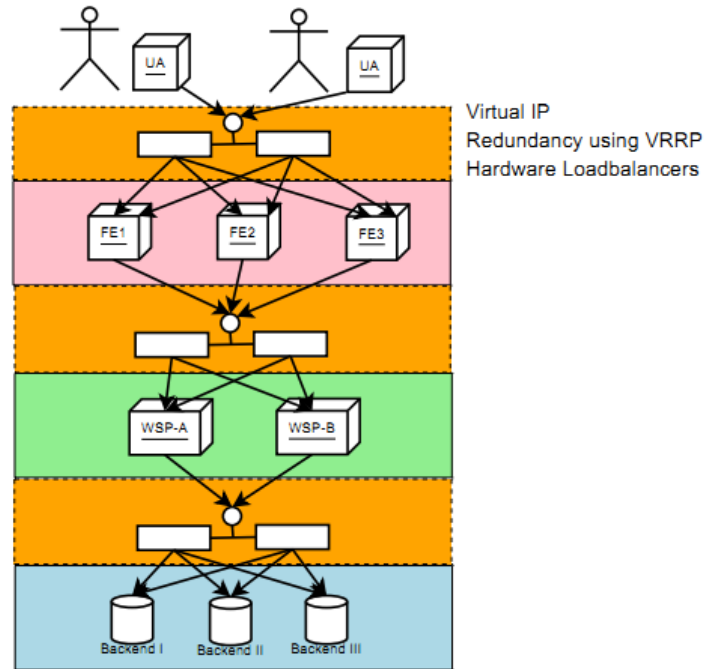 UA
UA
Virtual IP
Redundancy using VRRP
Hardware Loadbalancers
FE1
FE2
FE3
WSP-A
WSP-B
Backend I
Backend II
Backend III